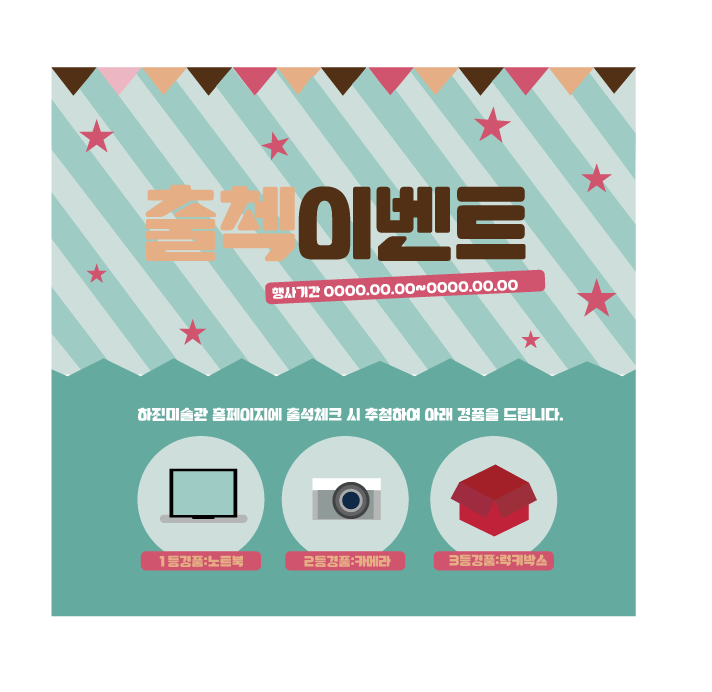 출첵이벤트
행사기간 0000.00.00~0000.00.00
하진미술관 홈페이지에 출석체크 시 추첨하여 아래 경품을 드립니다.
1등경품:노트북
2등경품:카메라
3등경품:럭키박스